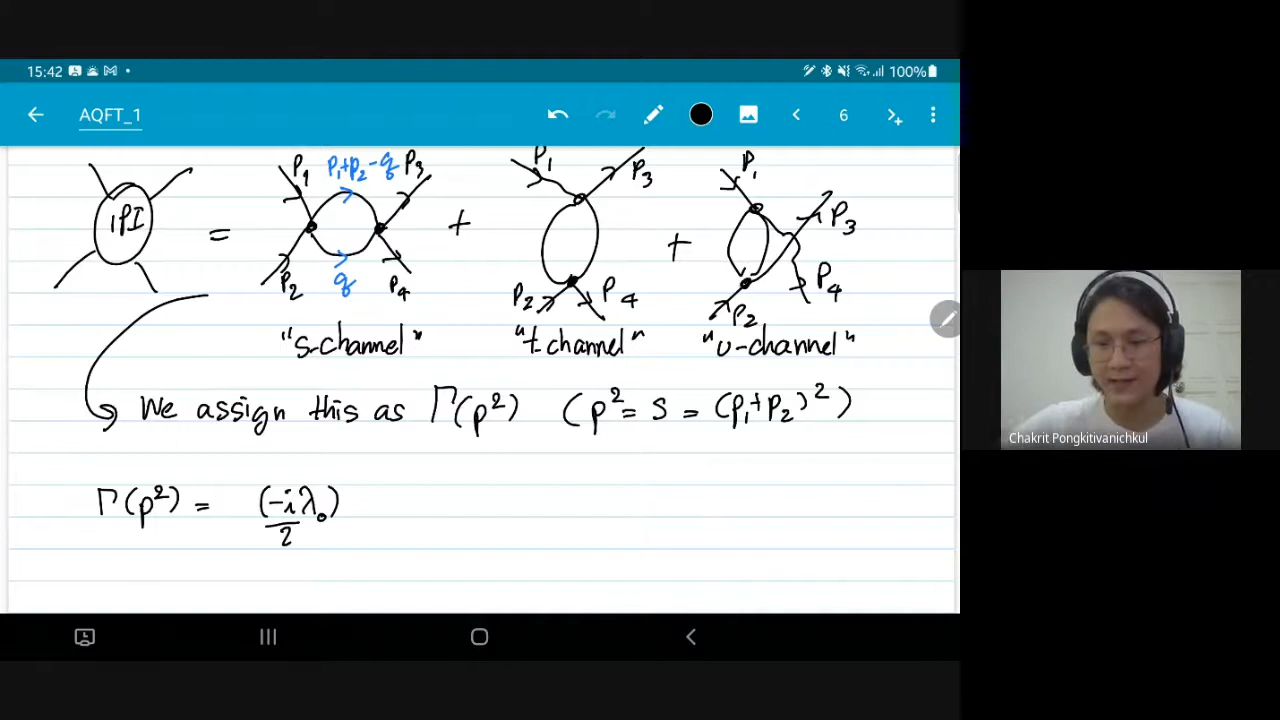 15:42 100%
AQFT_1 6
P₁ P₁+P₂-q P₃ P₁ P₃ P₁
1PI = + + P₃
P₂ q P₄ P₂ P₄ P₂ P₄
"s-channel" "t-channel" "u-channel"
We assign this as Γ(p²) (p² = s = (p₁+p₂)²)
Γ(p²) = (-iλ₀)/2
Chakrit Pongkitivanichkul